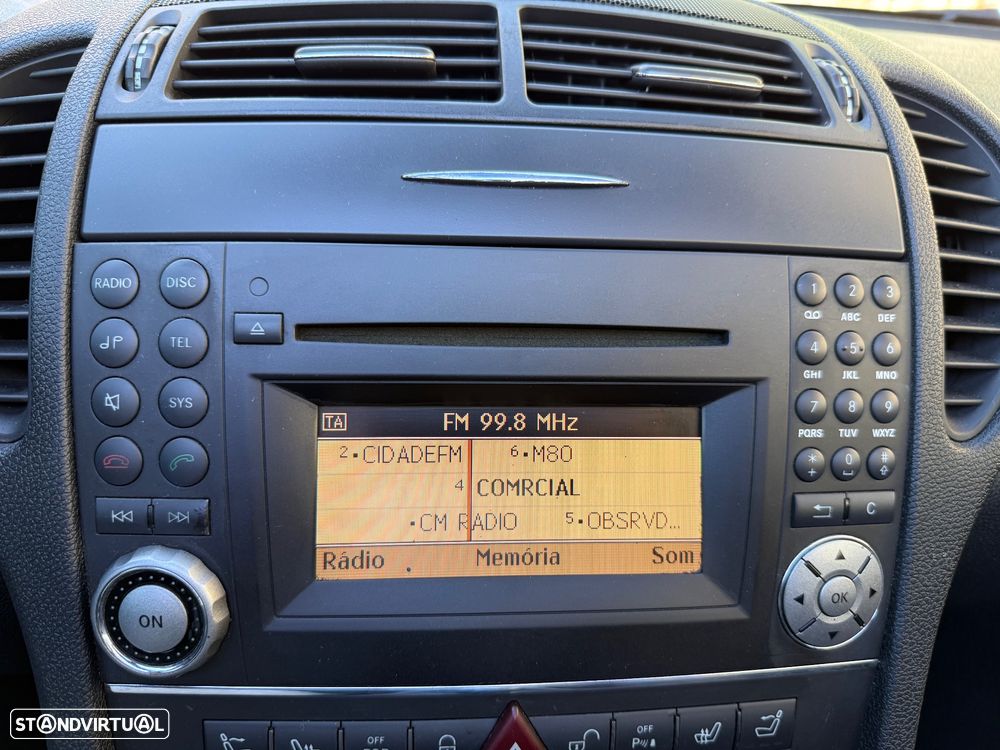 RADIO DISC
TEL
SYS
ON
TA FM 99.8 MHz
2 CIDADEFM 6 M80
4 COMRCIAL
CM RADIO 5 OBSRVD...
Rádio Memória Som
1 2 3
ABC DEF
4 5 6
GHI JKL MNO
7 8 9
PQRS TUV WXYZ
* 0 #
+
C
OK
OFF OFF
STANDVIRTUAL